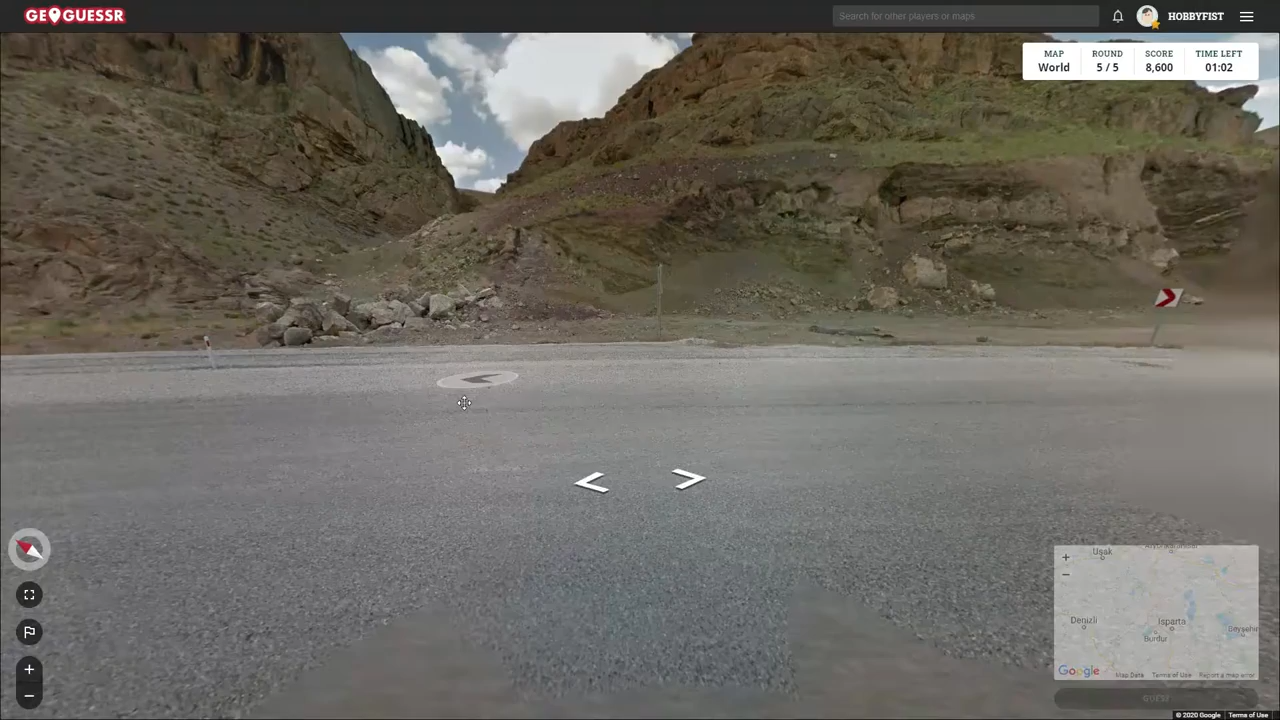 GEOGUESSR
Search for other players or maps
HOBBYFIST
MAP
World
ROUND
5 / 5
SCORE
8,600
TIME LEFT
01:02
Uşak
Denizli
Isparta
Burdur
Beyşehir
Google
Map Data
Terms of Use
Report a map error
GUESS
© 2020 Google
Terms of Use